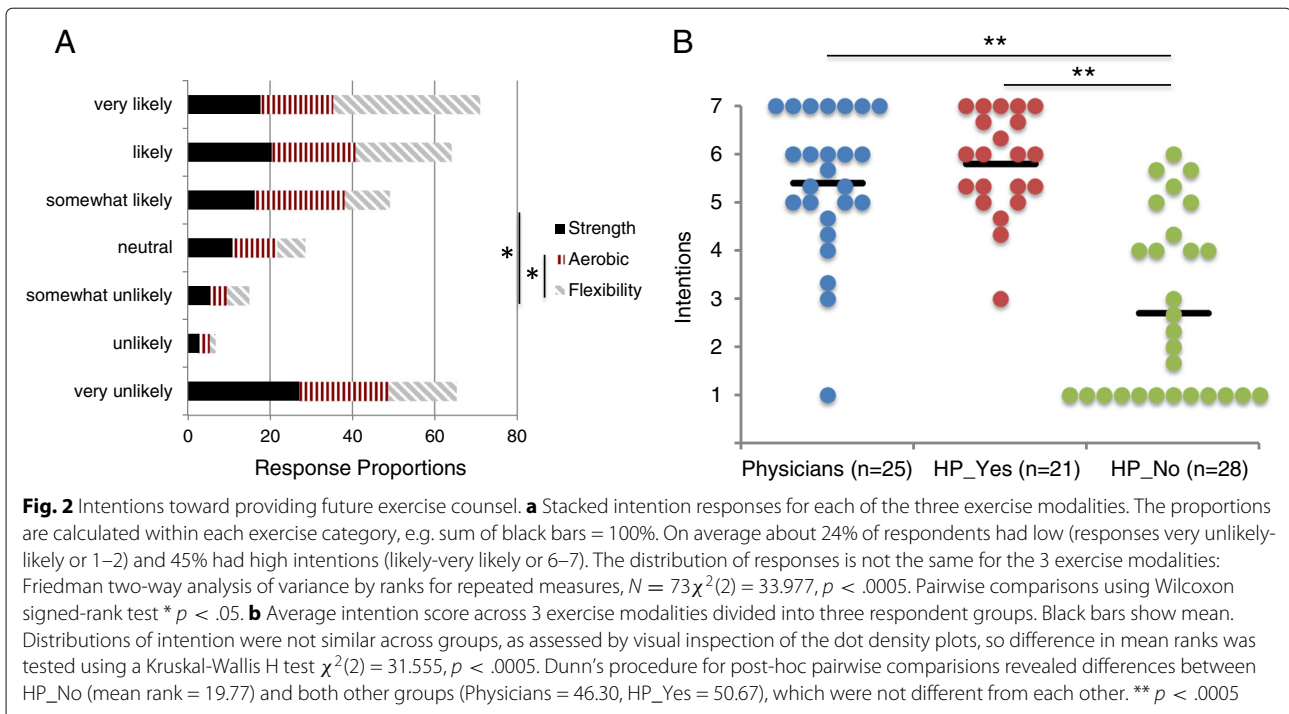 A
very likely
likely
somewhat likely
neutral
somewhat unlikely
unlikely
very unlikely
0 20 40 60 80
Response Proportions
*
*
Strength
Aerobic
Flexibility
B
**
**
Intentions
7
6
5
4
3
2
1
Physicians (n=25) HP_Yes (n=21) HP_No (n=28)
Fig. 2 Intentions toward providing future exercise counsel. a Stacked intention responses for each of the three exercise modalities. The proportions
are calculated within each exercise category, e.g. sum of black bars = 100%. On average about 24% of respondents had low (responses very unlikely-
likely or 1–2) and 45% had high intentions (likely-very likely or 6–7). The distribution of responses is not the same for the 3 exercise modalities:
Friedman two-way analysis of variance by ranks for repeated measures, N = 73χ²(2) = 33.977, p < .0005. Pairwise comparisons using Wilcoxon
signed-rank test * p < .05. b Average intention score across 3 exercise modalities divided into three respondent groups. Black bars show mean.
Distributions of intention were not similar across groups, as assessed by visual inspection of the dot density plots, so difference in mean ranks was
tested using a Kruskal-Wallis H test χ²(2) = 31.555, p < .0005. Dunn's procedure for post-hoc pairwise comparisions revealed differences between
HP_No (mean rank = 19.77) and both other groups (Physicians = 46.30, HP_Yes = 50.67), which were not different from each other. ** p < .0005